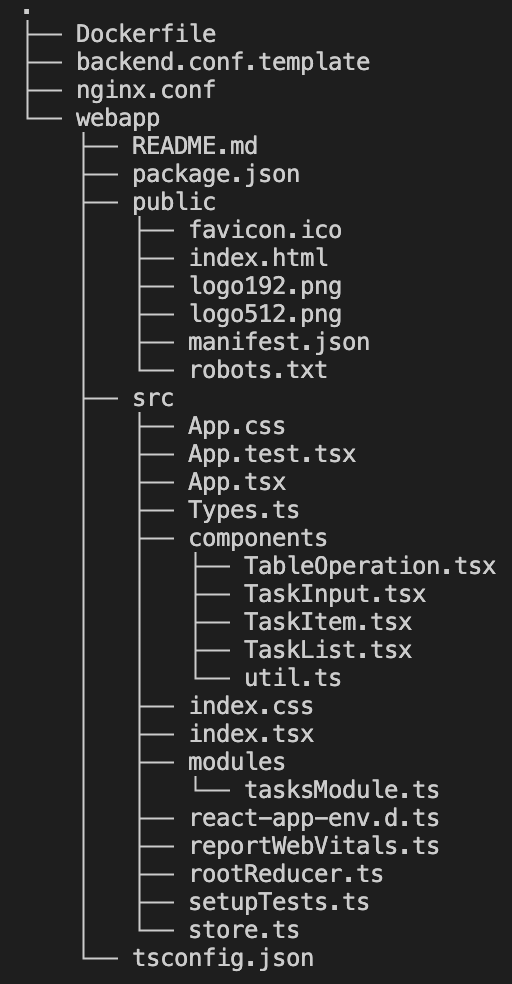 .
├── Dockerfile
├── backend.conf.template
├── nginx.conf
└── webapp
    ├── README.md
    ├── package.json
    ├── public
    │   ├── favicon.ico
    │   ├── index.html
    │   ├── logo192.png
    │   ├── logo512.png
    │   ├── manifest.json
    │   └── robots.txt
    ├── src
    │   ├── App.css
    │   ├── App.test.tsx
    │   ├── App.tsx
    │   ├── Types.ts
    │   ├── components
    │   │   ├── TableOperation.tsx
    │   │   ├── TaskInput.tsx
    │   │   ├── TaskItem.tsx
    │   │   ├── TaskList.tsx
    │   │   └── util.ts
    │   ├── index.css
    │   ├── index.tsx
    │   ├── modules
    │   │   └── tasksModule.ts
    │   ├── react-app-env.d.ts
    │   ├── reportWebVitals.ts
    │   ├── rootReducer.ts
    │   ├── setupTests.ts
    │   └── store.ts
    └── tsconfig.json